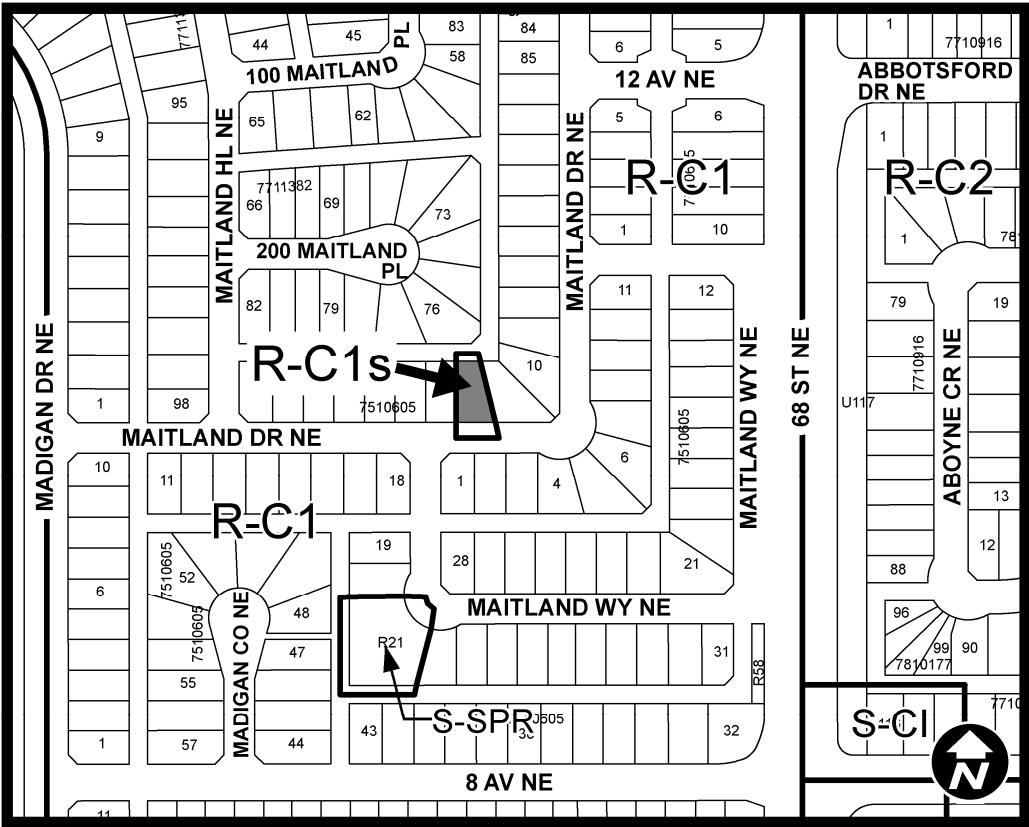 83
84
1
7710916
44
45
PL
58
85
6
5
100 MAITLAND
12 AV NE
ABBOTSFORD
DR NE
95
9
65
62
5
6
1
MAITLAND HL NE
MAITLAND DR NE
R-C1
R-C2
7711382
66
69
73
1
10
1
200 MAITLAND
PL
82
79
76
11
12
79
19
MADIGAN DR NE
R-C1s
10
MAITLAND WY NE
68 ST NE
7710916
ABOYNE CR NE
1
98
7510605
U117
MAITLAND DR NE
7510605
10
11
18
1
4
6
13
R-C1
12
19
28
21
88
7510605
52
6
48
MAITLAND WY NE
96
7510605
MADIGAN CO NE
47
R21
31
R58
99
90
7810177
55
S-SPR
S-CI
1
57
44
43
32
8 AV NE
N
11